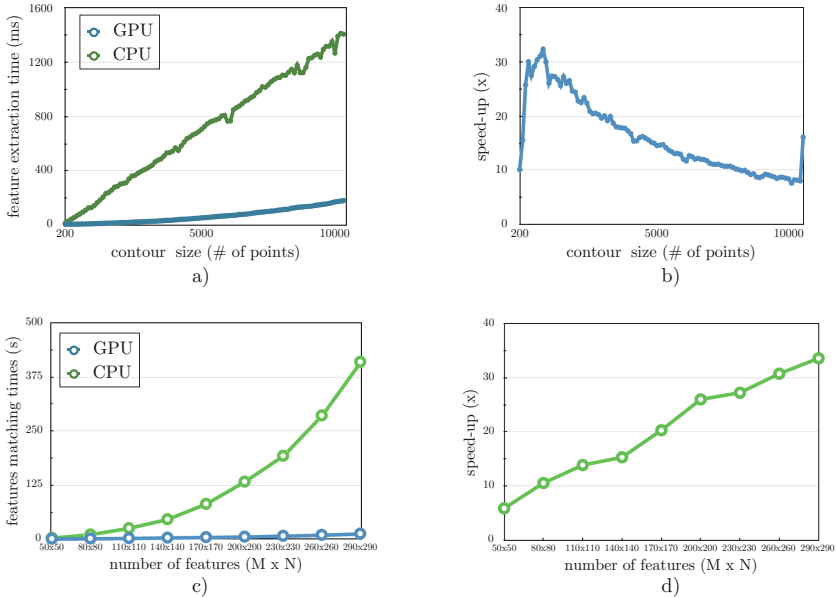 feature extraction time (ms)
1600
1200
800
400
0
GPU
CPU
200
5000
10000
contour size (# of points)
a)
speed-up (x)
40
30
20
10
0
200
5000
10000
contour size (# of points)
b)
features matching times (s)
500
375
250
125
0
GPU
CPU
50x50 80x80 110x110 140x140 170x170 200x200 230x230 260x260 290x290
number of features (M x N)
c)
speed-up (x)
40
30
20
10
0
50x50 80x80 110x110 140x140 170x170 200x200 230x230 260x260 290x290
number of features (M x N)
d)